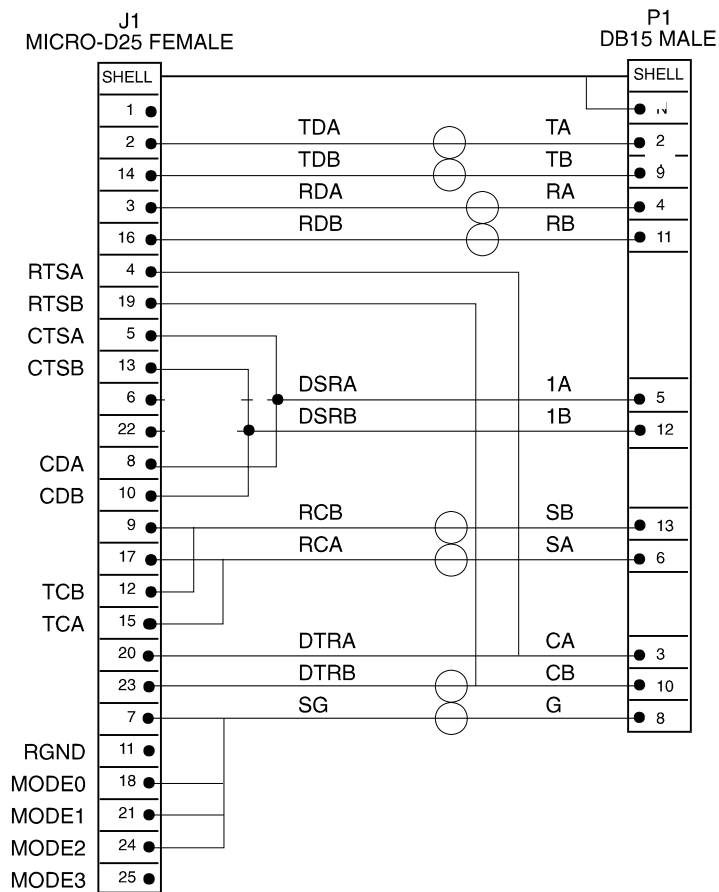 J1
MICRO-D25 FEMALE
P1
DB15 MALE
SHELL
SHELL
1
2 TDA TA 2
14 TDB TB 9
3 RDA RA 4
16 RDB RB 11
RTSA 4
RTSB 19
CTSA 5
CTSB 13
6 DSRA 1A 5
22 DSRB 1B 12
CDA 8
CDB 10
9 RCB SB 13
17 RCA SA 6
TCB 12
TCA 15
20 DTRA CA 3
23 DTRB CB 10
7 SG G 8
RGND 11
MODE0 18
MODE1 21
MODE2 24
MODE3 25